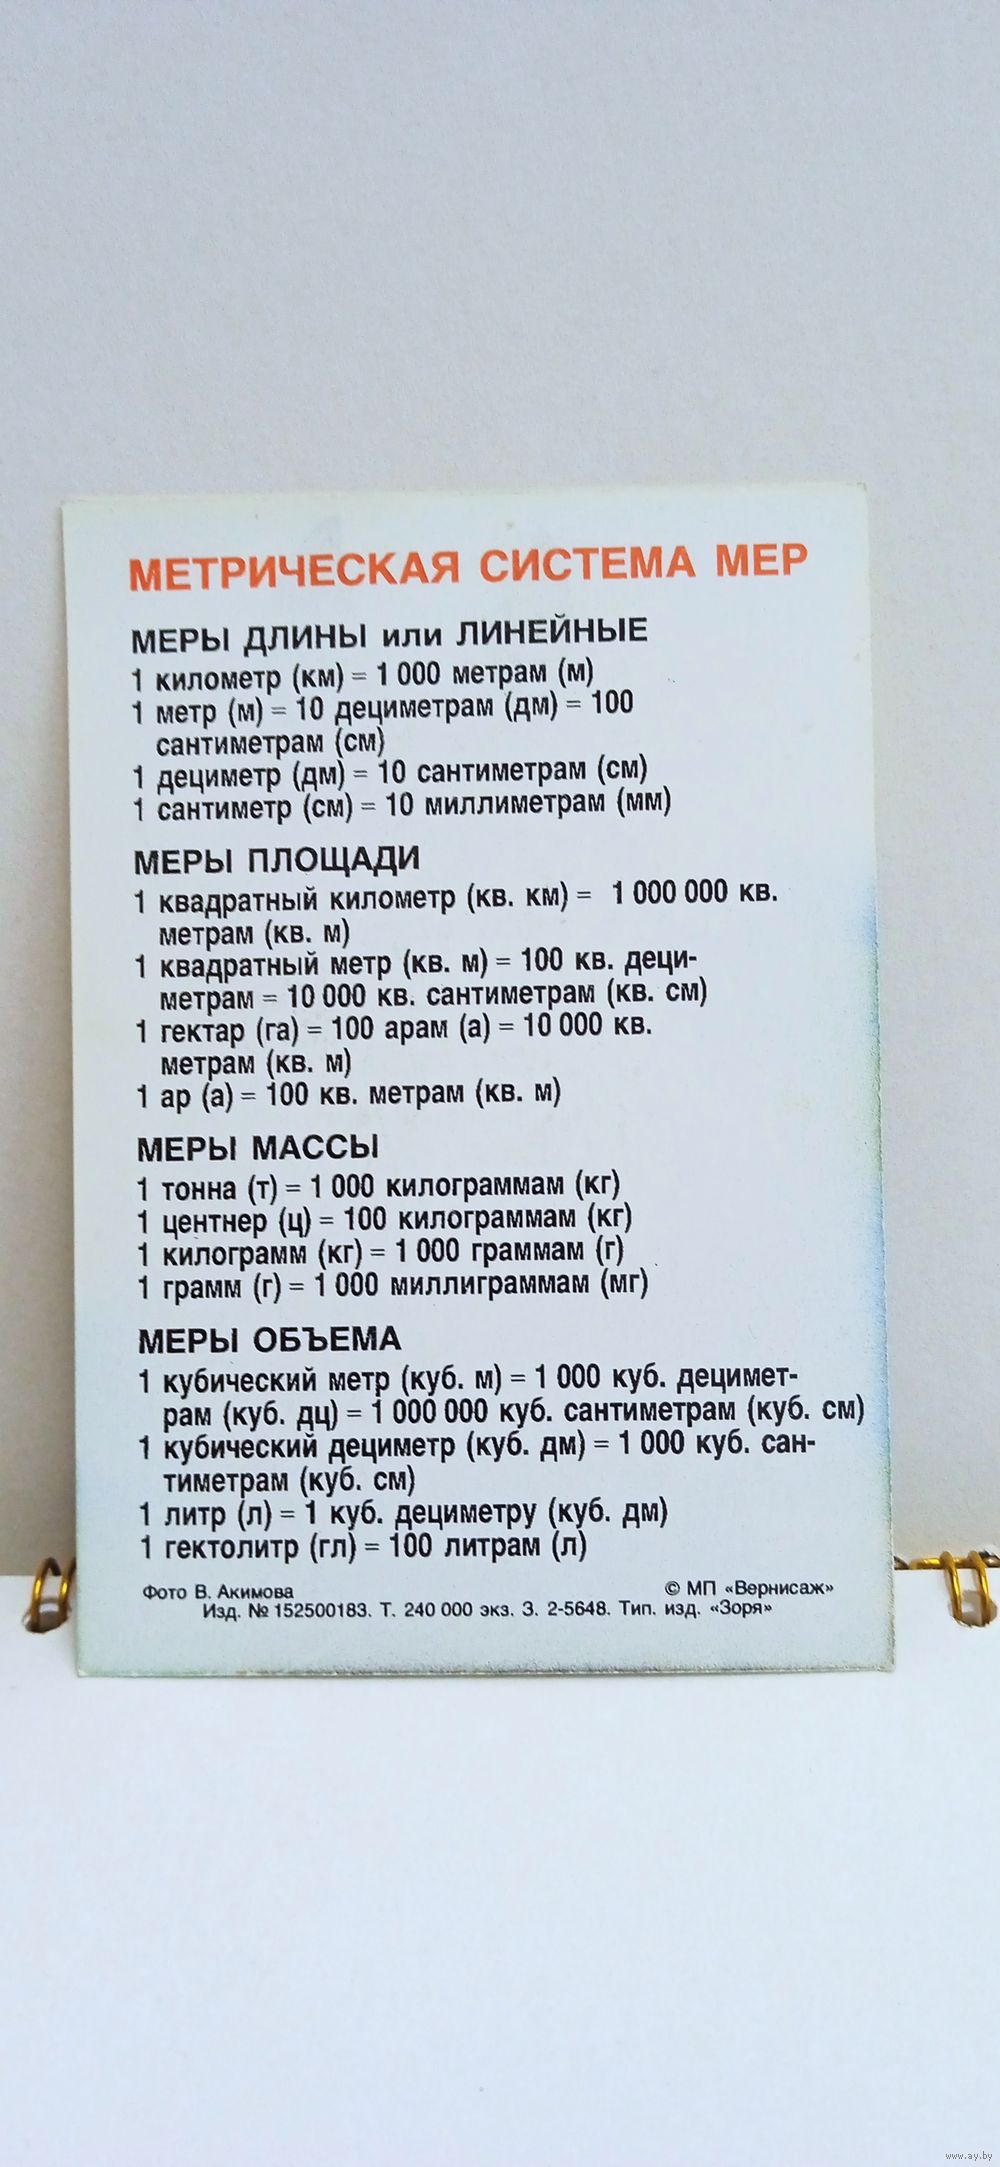 МЕТРИЧЕСКАЯ СИСТЕМА МЕР
МЕРЫ ДЛИНЫ или ЛИНЕЙНЫЕ
1 километр (км) = 1 000 метрам (м)
1 метр (м) = 10 дециметрам (дм) = 100
сантиметрам (см)
1 дециметр (дм) = 10 сантиметрам (см)
1 сантиметр (см) = 10 миллиметрам (мм)
МЕРЫ ПЛОЩАДИ
1 квадратный километр (кв. км) = 1 000 000 кв.
метрам (кв. м)
1 квадратный метр (кв. м) = 100 кв. деци-
метрам = 10 000 кв. сантиметрам (кв. см)
1 гектар (га) = 100 арам (а) = 10 000 кв.
метрам (кв. м)
1 ар (а) = 100 кв. метрам (кв. м)
МЕРЫ МАССЫ
1 тонна (т) = 1 000 килограммам (кг)
1 центнер (ц) = 100 килограммам (кг)
1 килограмм (кг) = 1 000 граммам (г)
1 грамм (г) = 1 000 миллиграммам (мг)
МЕРЫ ОБЪЕМА
1 кубический метр (куб. м) = 1 000 куб. децимет-
рам (куб. дц) = 1 000 000 куб. сантиметрам (куб. см)
1 кубический дециметр (куб. дм) = 1 000 куб. сан-
тиметрам (куб. см)
1 литр (л) = 1 куб. дециметру (куб. дм)
1 гектолитр (гл) = 100 литрам (л)
Фото В. Акимова © МП «Вернисаж»
Изд. № 152500183. Т. 240 000 экз. З. 2-5648. Тип. изд. «Зоря»
www.ay.by